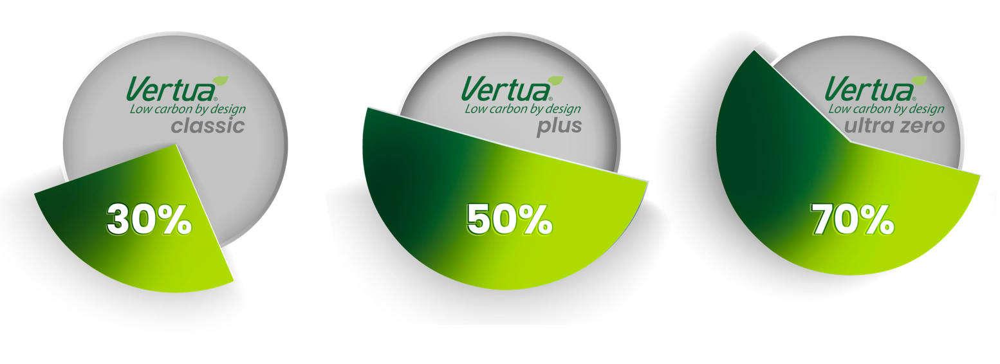 Vertua®
Low carbon by design
classic
30%
Vertua®
Low carbon by design
plus
50%
Vertua®
Low carbon by design
ultra zero
70%